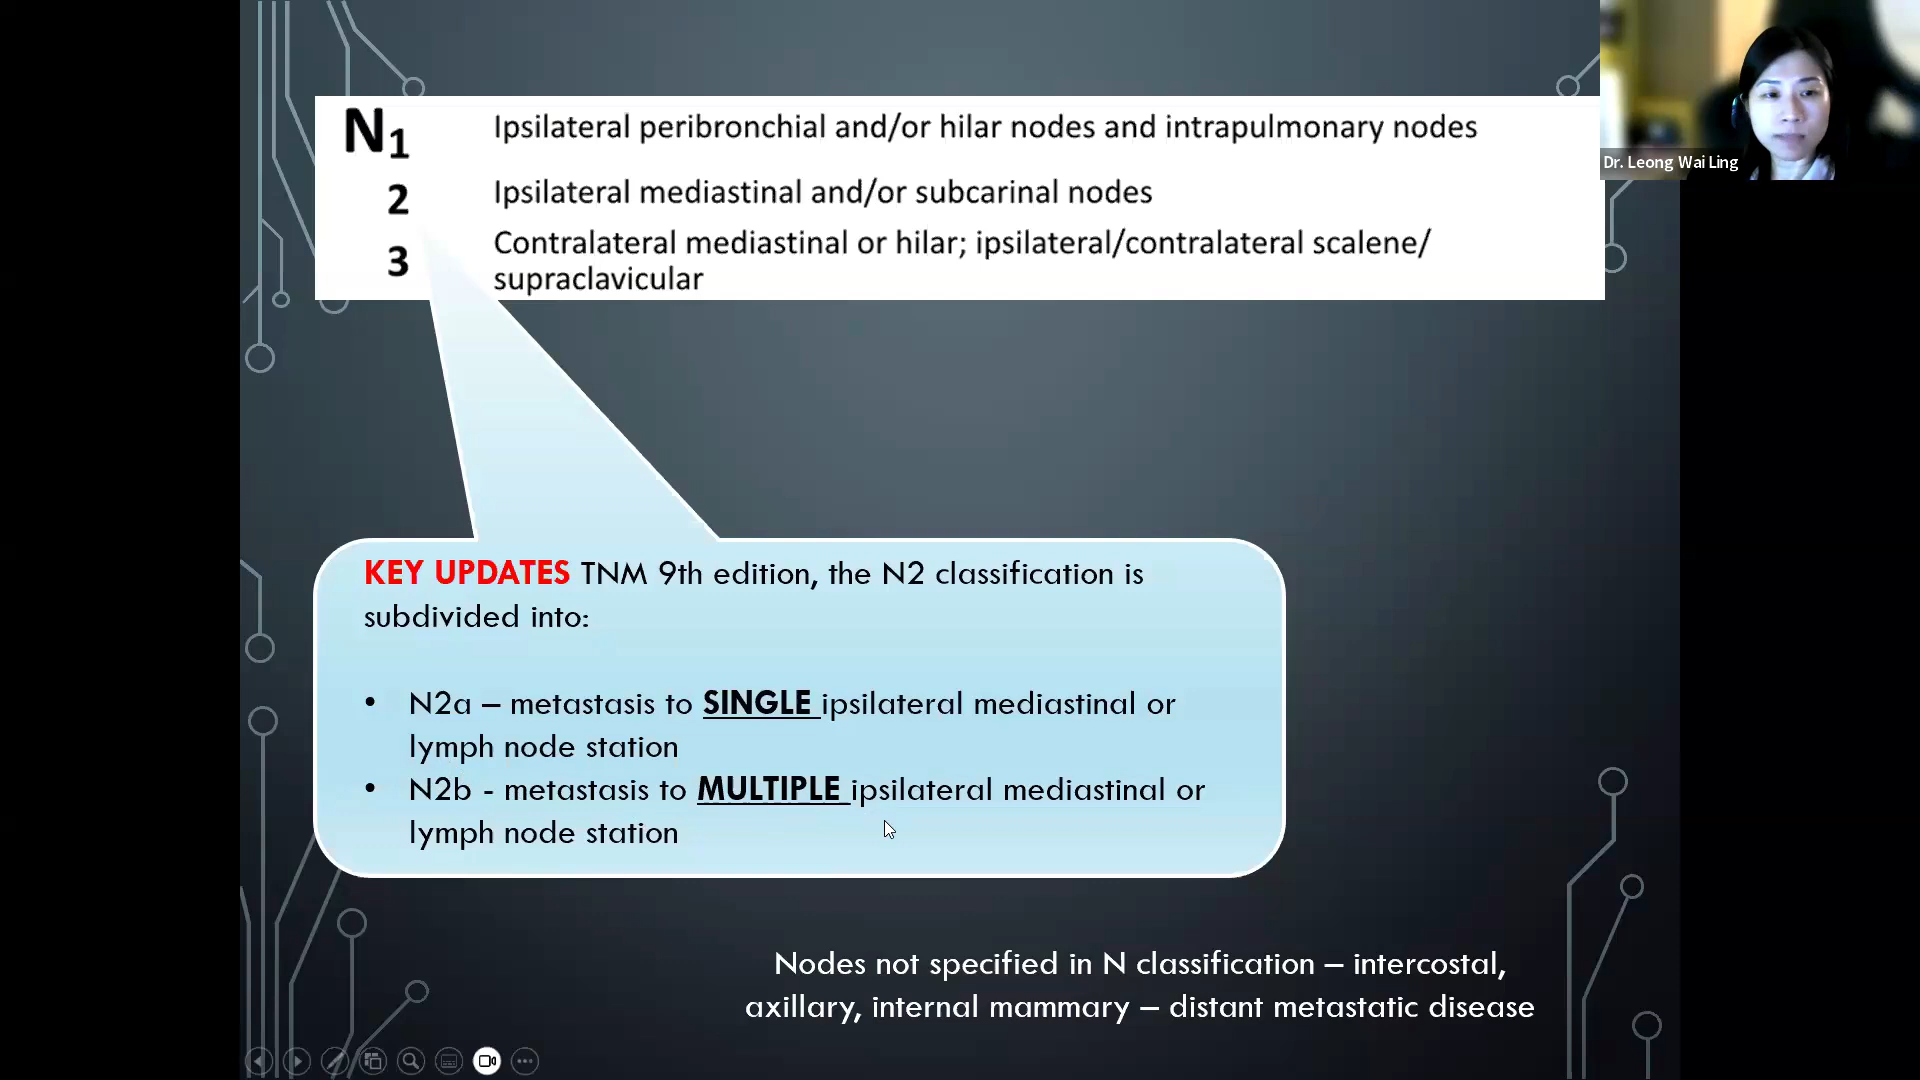 N1 Ipsilateral peribronchial and/or hilar nodes and intrapulmonary nodes
2 Ipsilateral mediastinal and/or subcarinal nodes
3 Contralateral mediastinal or hilar; ipsilateral/contralateral scalene/
supraclavicular
Dr. Leong Wai Ling
KEY UPDATES TNM 9th edition, the N2 classification is
subdivided into:
• N2a – metastasis to SINGLE ipsilateral mediastinal or
lymph node station
• N2b - metastasis to MULTIPLE ipsilateral mediastinal or
lymph node station
Nodes not specified in N classification – intercostal,
axillary, internal mammary – distant metastatic disease